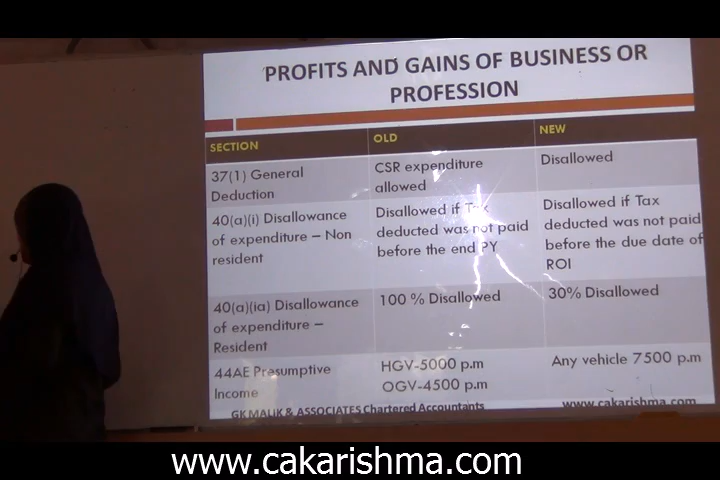 PROFITS AND GAINS OF BUSINESS OR
PROFESSION
SECTION
OLD
NEW
37(1) General
Deduction
CSR expenditure
allowed
Disallowed
40(a)(i) Disallowance
of expenditure – Non
resident
Disallowed if Tax
deducted was not paid
before the end PY
Disallowed if Tax
deducted was not paid
before the due date of
ROI
40(a)(ia) Disallowance
of expenditure –
Resident
100 % Disallowed
30% Disallowed
44AE Presumptive
Income
HGV-5000 p.m
OGV-4500 p.m
Any vehicle 7500 p.m
GK MALIK & ASSOCIATES Chartered Accountants
www.cakarishma.com
www.cakarishma.com